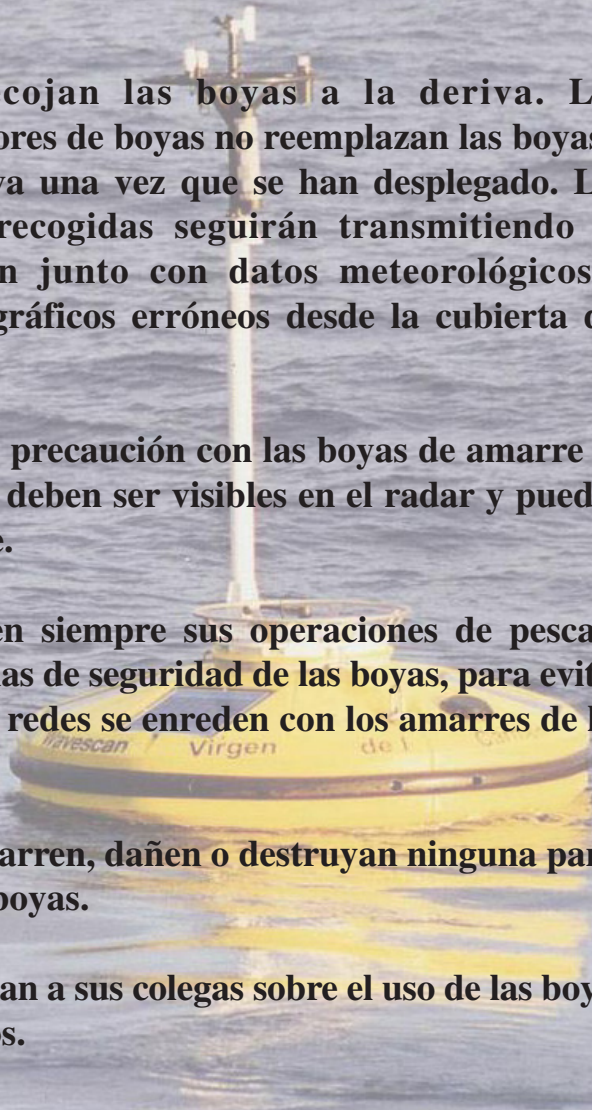 ecojan las boyas a la deriva. L
ores de boyas no reemplazan las boyas
va una vez que se han desplegado. L
recogidas seguirán transmitiendo
n junto con datos meteorológicos
gráficos erróneos desde la cubierta d
precaución con las boyas de amarre
deben ser visibles en el radar y pued
e.
en siempre sus operaciones de pesca
as de seguridad de las boyas, para evit
redes se enreden con los amarres de l
Wavescan Virgen de l
arren, dañen o destruyan ninguna par
boyas.
an a sus colegas sobre el uso de las boy
os.